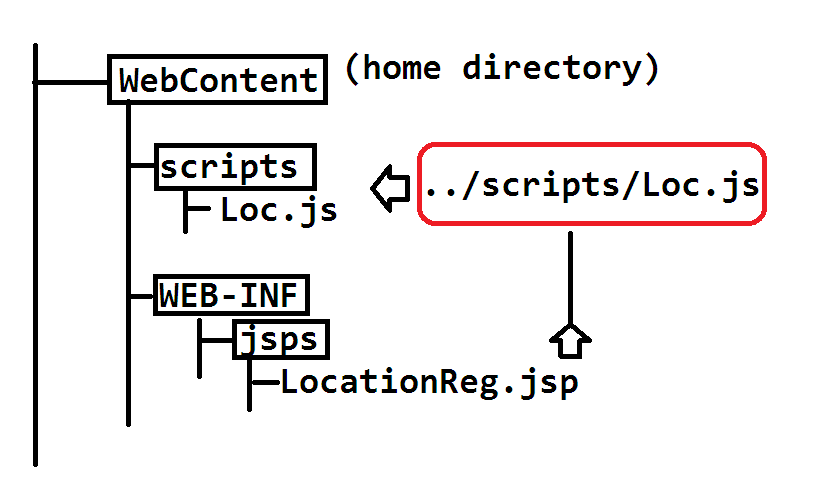 WebContent (home directory)
scripts
../scripts/Loc.js
Loc.js
WEB-INF
jsps
LocationReg.jsp